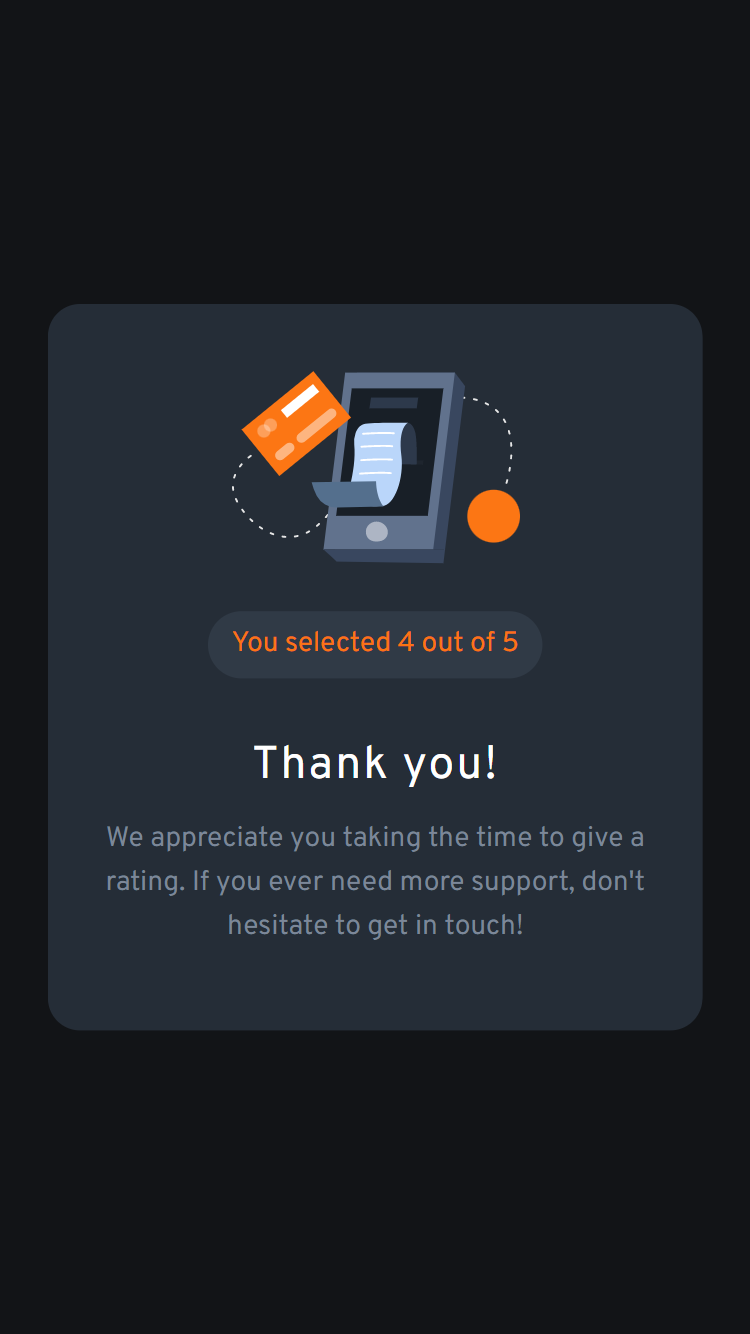 You selected 4 out of 5
Thank you!
We appreciate you taking the time to give a
rating. If you ever need more support, don't
hesitate to get in touch!